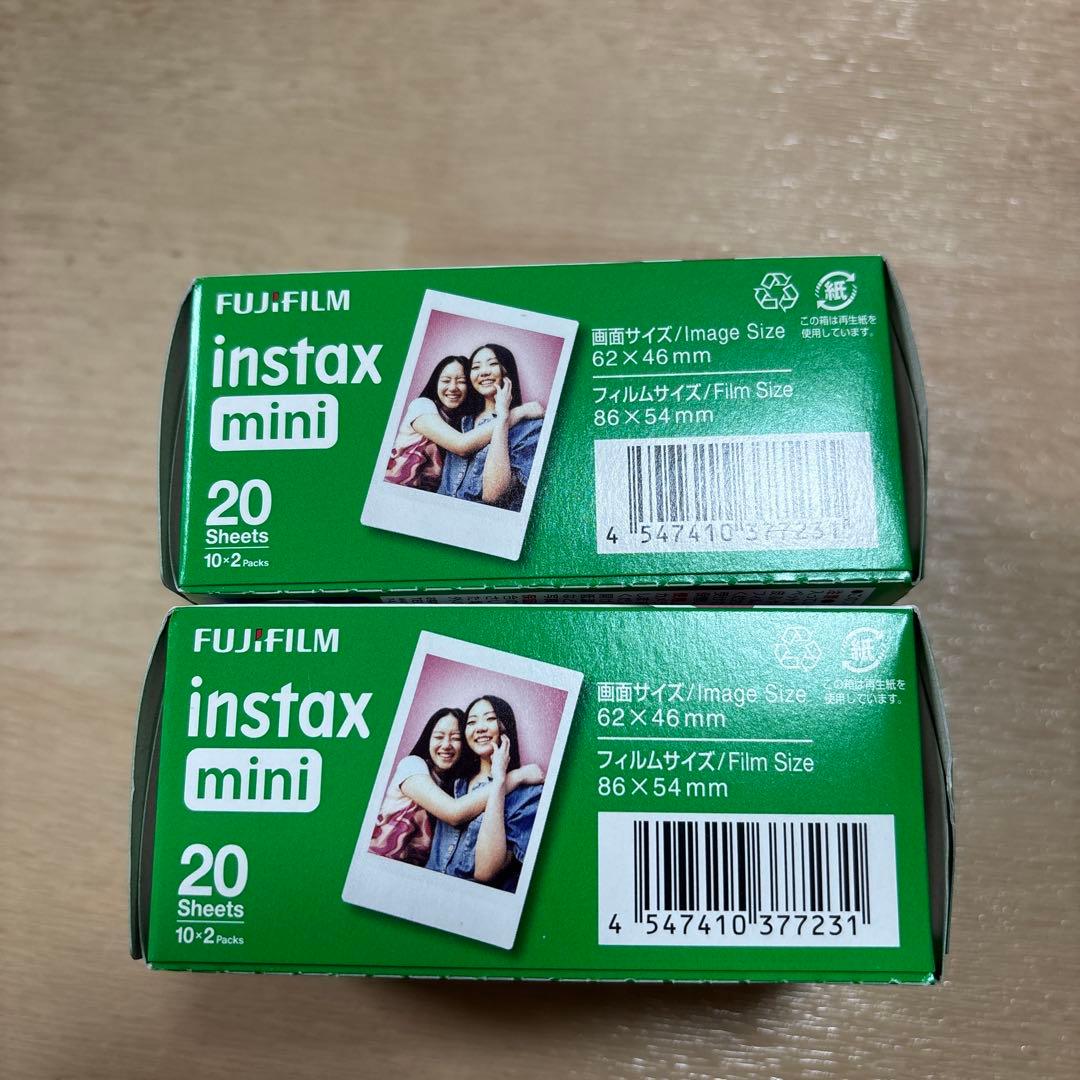 FUJiFILM
instax
mini
20
Sheets
10×2 Packs
画面サイズ/Image Size
62×46mm
フィルムサイズ/Film Size
86×54mm
紙
この箱は再生紙を
使用しています。
4 547410 377231
FUJiFILM
instax
mini
20
Sheets
10×2 Packs
画面サイズ/Image Size
62×46mm
フィルムサイズ/Film Size
86×54mm
紙
この箱は再生紙を
使用しています。
4 547410 377231